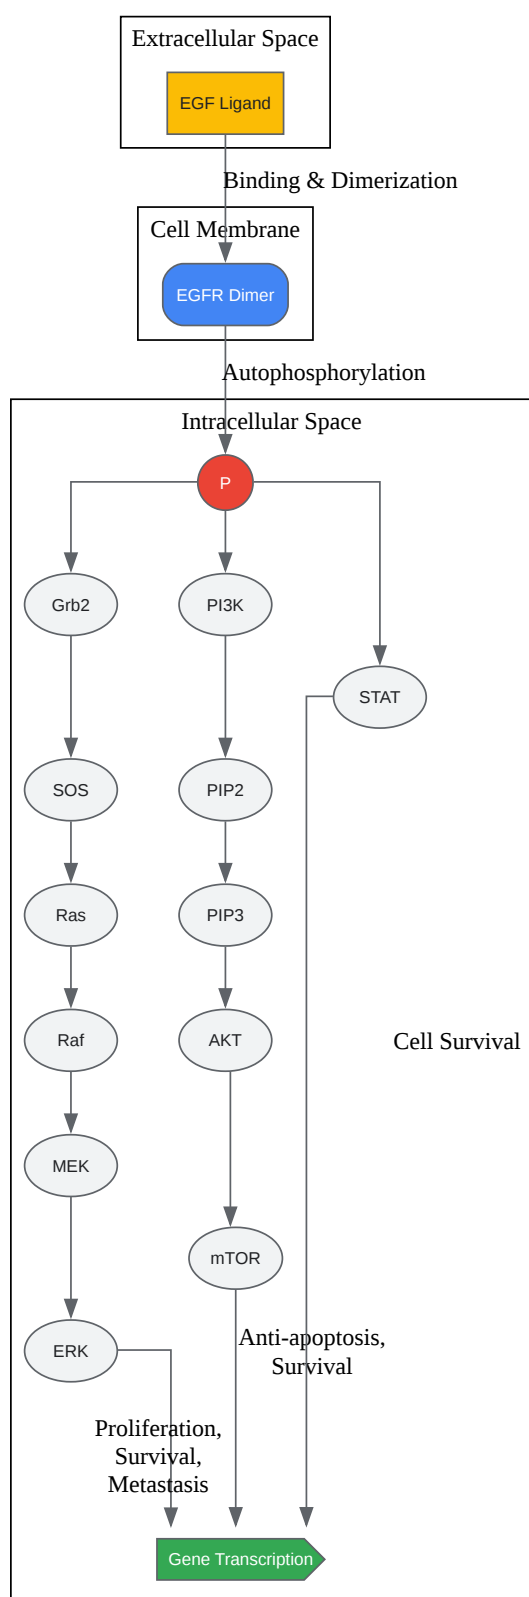 Extracellular Space
EGF Ligand
Binding & Dimerization
Cell Membrane
EGFR Dimer
Autophosphorylation
Intracellular Space
P
Grb2
PI3K
STAT
SOS
PIP2
Ras
PIP3
Raf
AKT
Cell Survival
MEK
mTOR
ERK
Anti-apoptosis,
Survival
Proliferation,
Survival,
Metastasis
Gene Transcription